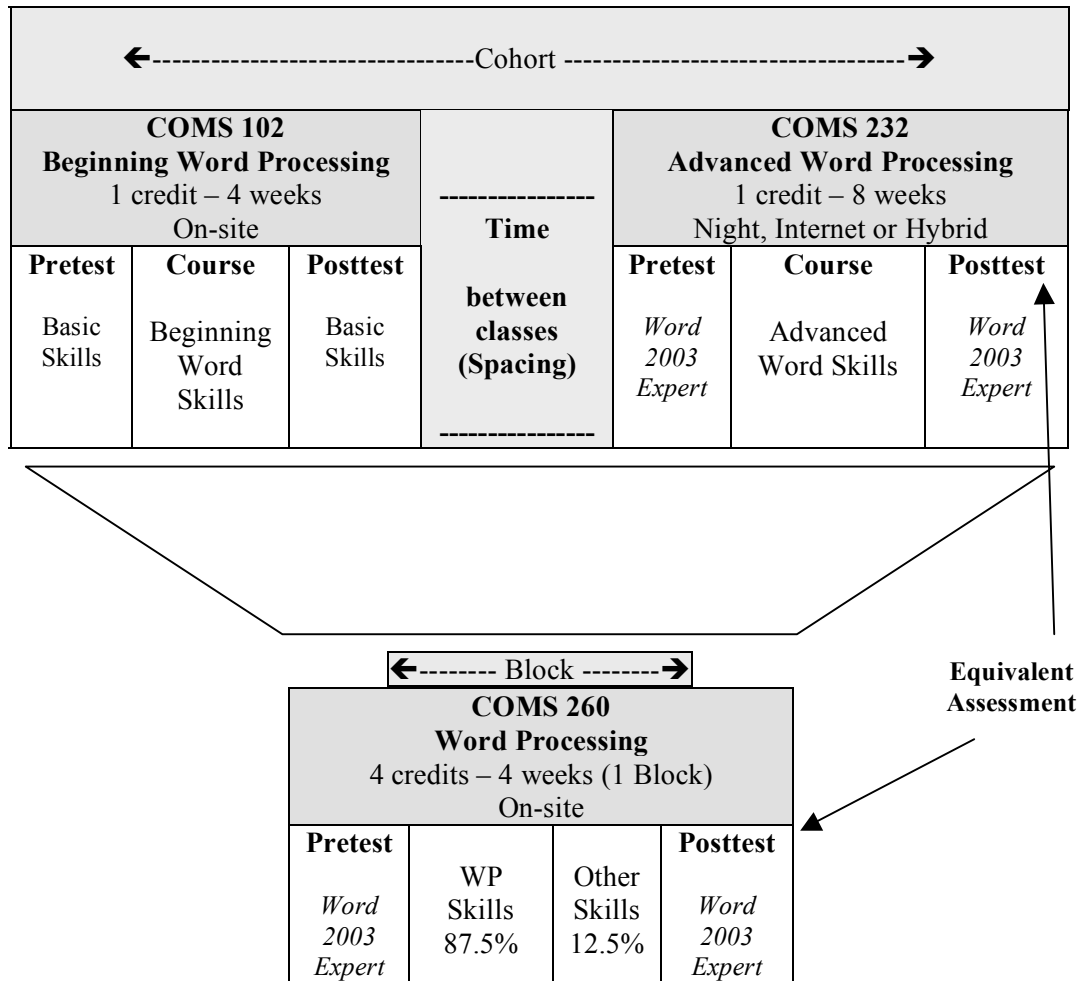 🡸---------------------------------Cohort ----------------------------------🡺
COMS 102
Beginning Word Processing
1 credit – 4 weeks
On-site
Pretest
Basic
Skills
Course
Beginning
Word
Skills
Posttest
Basic
Skills
----------------
Time
between
classes
(Spacing)
----------------
COMS 232
Advanced Word Processing
1 credit – 8 weeks
Night, Internet or Hybrid
Pretest
Word
2003
Expert
Course
Advanced
Word Skills
Posttest
Word
2003
Expert
Equivalent
Assessment
🡸-------- Block --------🡺
COMS 260
Word Processing
4 credits – 4 weeks (1 Block)
On-site
Pretest
Word
2003
Expert
WP
Skills
87.5%
Other
Skills
12.5%
Posttest
Word
2003
Expert